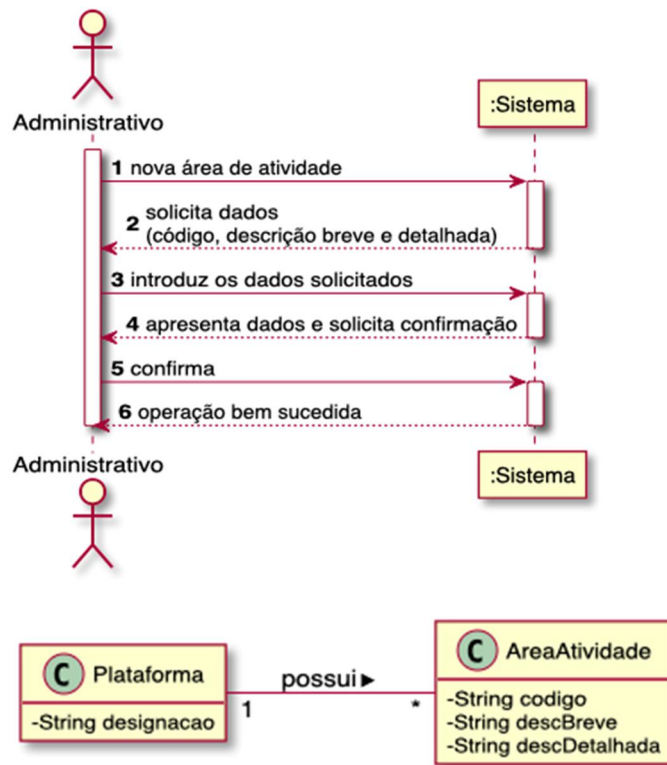 Administrativo
:Sistema
1 nova área de atividade
solicita dados
2
(código, descrição breve e detalhada)
3 introduz os dados solicitados
4 apresenta dados e solicita confirmação
5 confirma
6 operação bem sucedida
Administrativo
:Sistema
C Plataforma
-String designacao
possui
1
*
C AreaAtividade
-String codigo
-String descBreve
-String descDetalhada